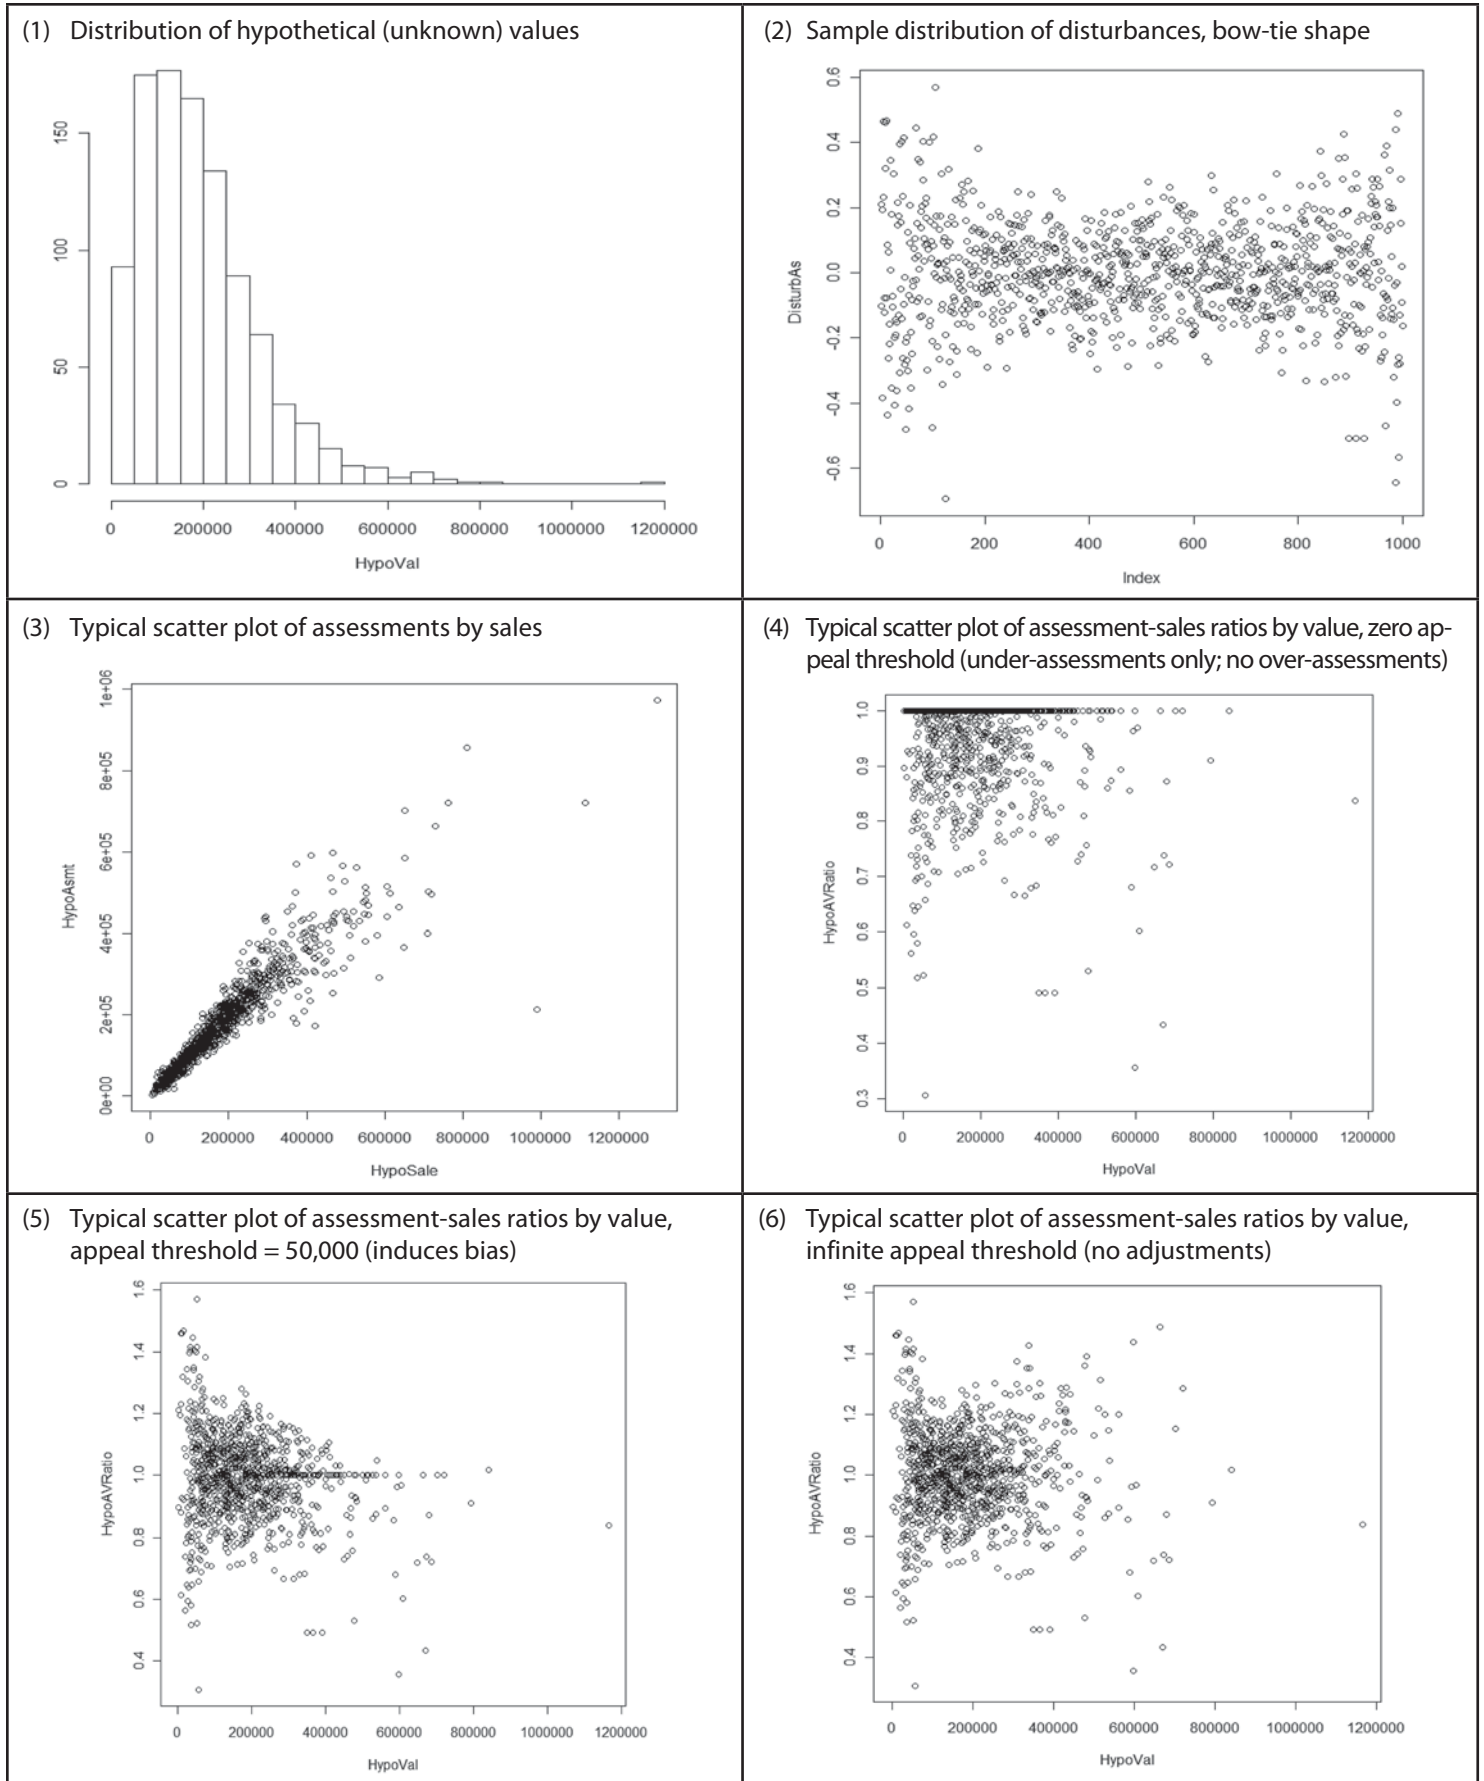 (1) Distribution of hypothetical (unknown) values
150
100
50
0
0 200000 400000 600000 800000 1000000 1200000
HypoVal
(2) Sample distribution of disturbances, bow-tie shape
0.6
0.4
0.2
0.0
-0.2
-0.4
-0.6
DisturbAs
0 200 400 600 800 1000
Index
(3) Typical scatter plot of assessments by sales
1e+06
8e+05
6e+05
4e+05
2e+05
0e+00
HypoAsmt
0 200000 400000 600000 800000 1000000 1200000
HypoSale
(4) Typical scatter plot of assessment-sales ratios by value, zero ap-
peal threshold (under-assessments only; no over-assessments)
1.0
0.9
0.8
0.7
0.6
0.5
0.4
0.3
HypoAVRatio
0 200000 400000 600000 800000 1000000 1200000
HypoVal
(5) Typical scatter plot of assessment-sales ratios by value,
appeal threshold = 50,000 (induces bias)
1.6
1.4
1.2
1.0
0.8
0.6
0.4
HypoAVRatio
0 200000 400000 600000 800000 1000000 1200000
HypoVal
(6) Typical scatter plot of assessment-sales ratios by value,
infinite appeal threshold (no adjustments)
1.6
1.4
1.2
1.0
0.8
0.6
0.4
HypoAVRatio
0 200000 400000 600000 800000 1000000 1200000
HypoVal